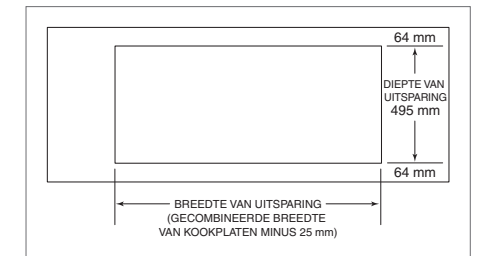 64 mm
DIEPTE VAN
UITSPARING
495 mm
64 mm
BREEDTE VAN UITSPARING
(GECOMBINEERDE BREEDTE
VAN KOOKPLATEN MINUS 25 mm)